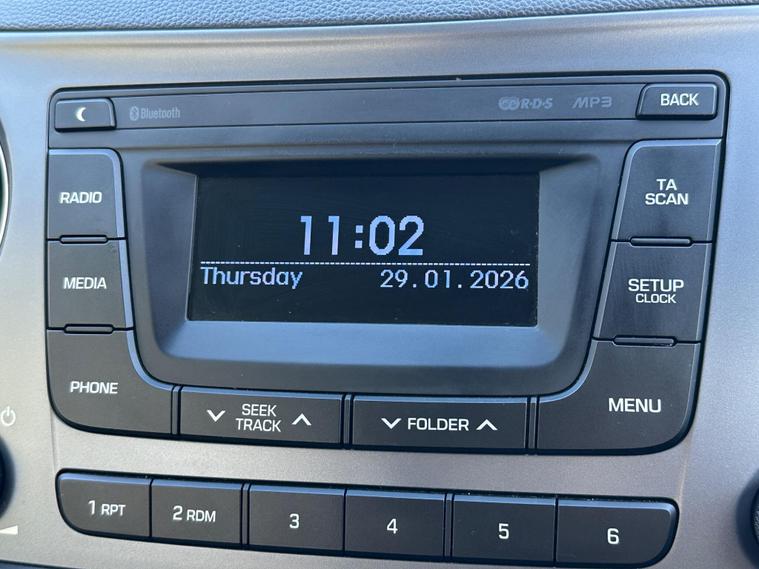 Bluetooth
R·D·S
MP3
BACK
RADIO
11:02
TA
SCAN
Thursday 29.01.2026
MEDIA
SETUP
CLOCK
PHONE
SEEK
TRACK
FOLDER
MENU
1 RPT
2 RDM
3
4
5
6